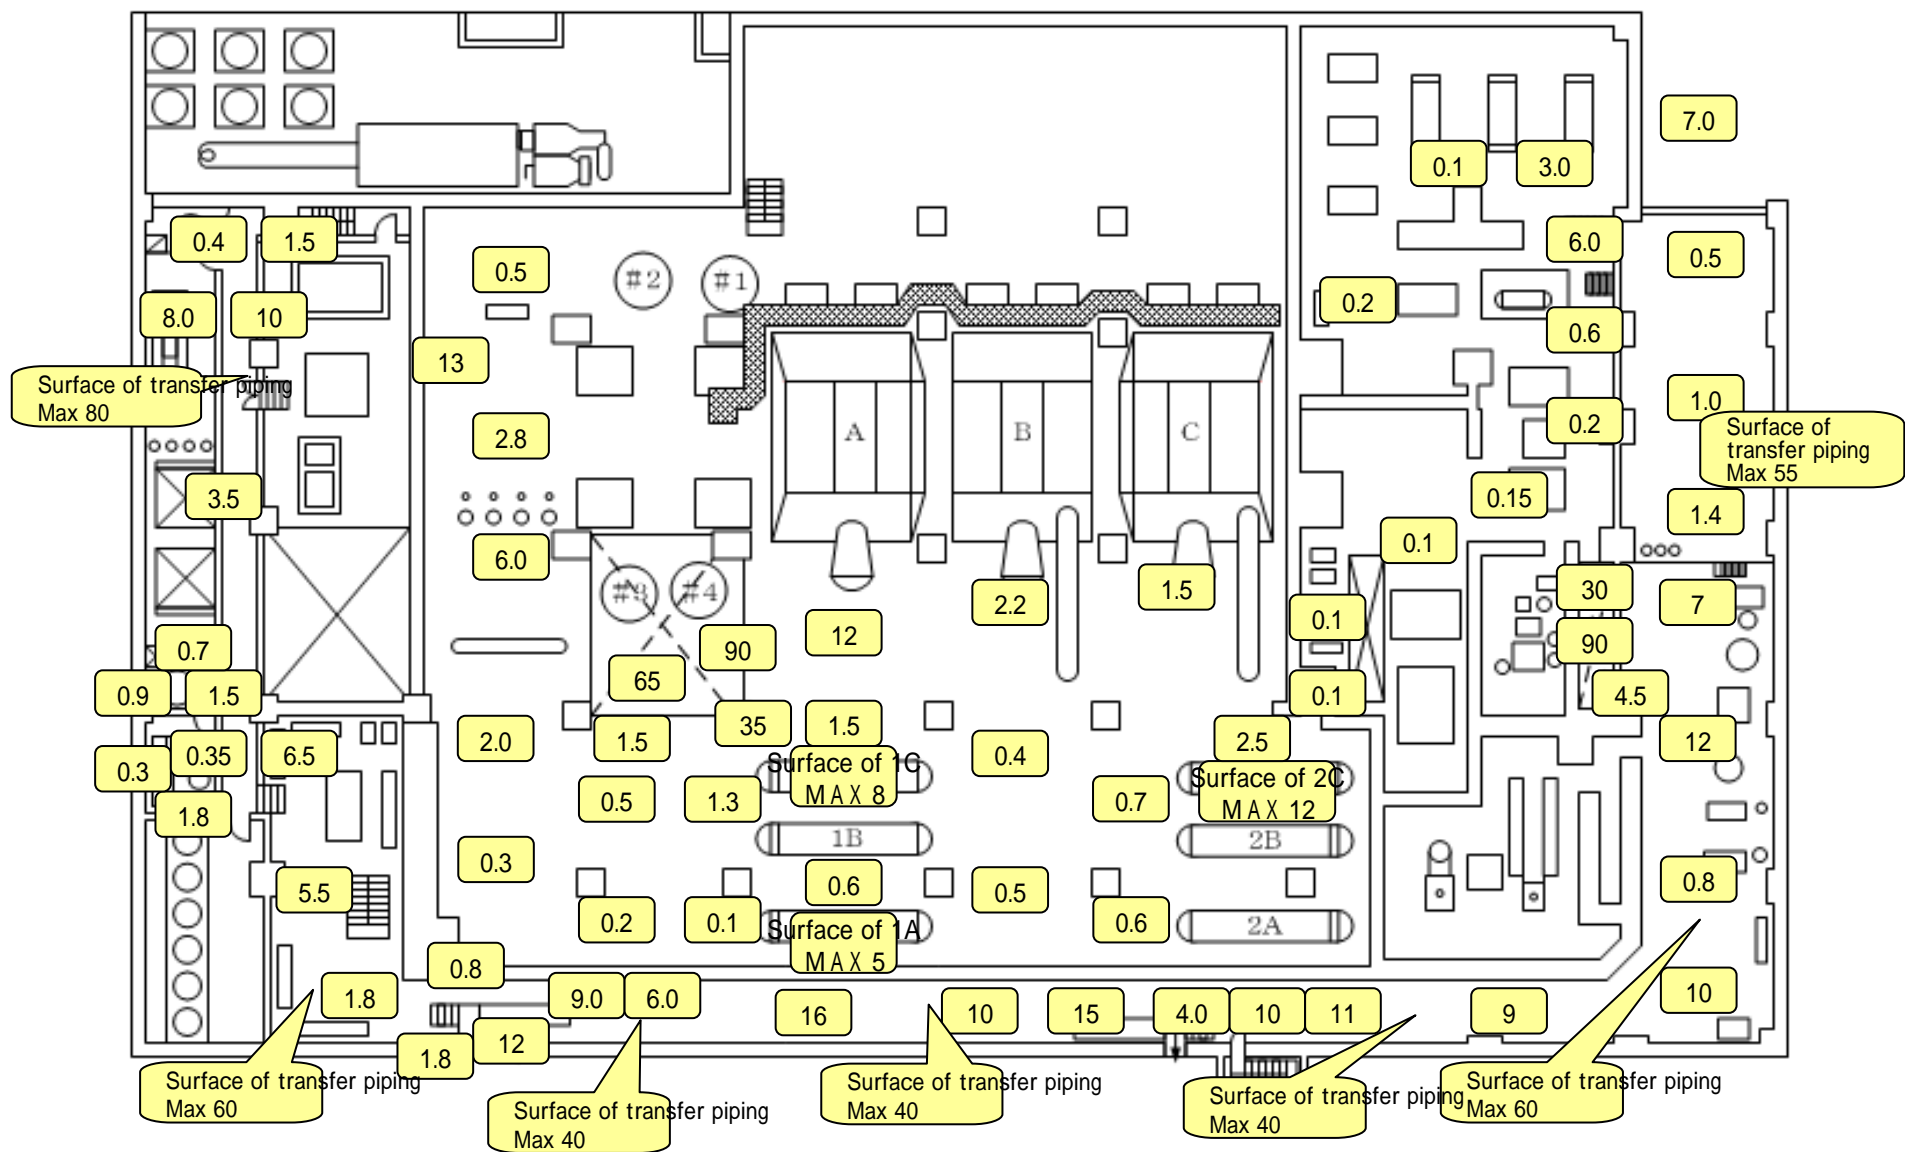 7.0
0.1
3.0
0.4
1.5
6.0
0.5
0.5
#2
#1
8.0
10
0.2
0.6
13
Surface of transfer piping
Max 80
1.0
2.8
A
B
C
0.2
Surface of
transfer piping
Max 55
3.5
0.15
1.4
6.0
0.1
#3
#4
2.2
1.5
30
7
0.1
12
0.7
90
90
65
0.9
1.5
0.1
4.5
2.0
1.5
35
1.5
2.5
12
0.3
0.35
6.5
0.4
Surface of 1C
MAX 8
Surface of 2C
MAX 12
0.5
1.3
0.7
1.8
1B
2B
0.3
0.8
5.5
0.6
0.5
0.2
0.1
Surface of 1A
MAX 5
0.6
2A
0.8
1.8
9.0
6.0
16
10
15
4.0
10
11
9
10
12
1.8
Surface of transfer piping
Max 60
Surface of transfer piping
Max 40
Surface of transfer piping
Max 40
Surface of transfer piping
Max 40
Surface of transfer piping
Max 60